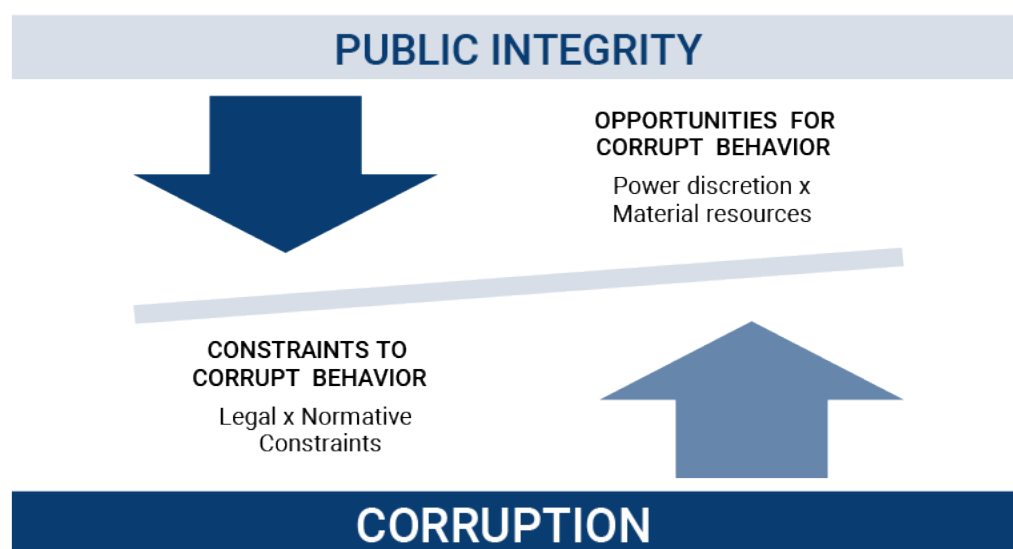 PUBLIC INTEGRITY
OPPORTUNITIES FOR
CORRUPT BEHAVIOR
Power discretion x
Material resources
CONSTRAINTS TO
CORRUPT BEHAVIOR
Legal x Normative
Constraints
CORRUPTION